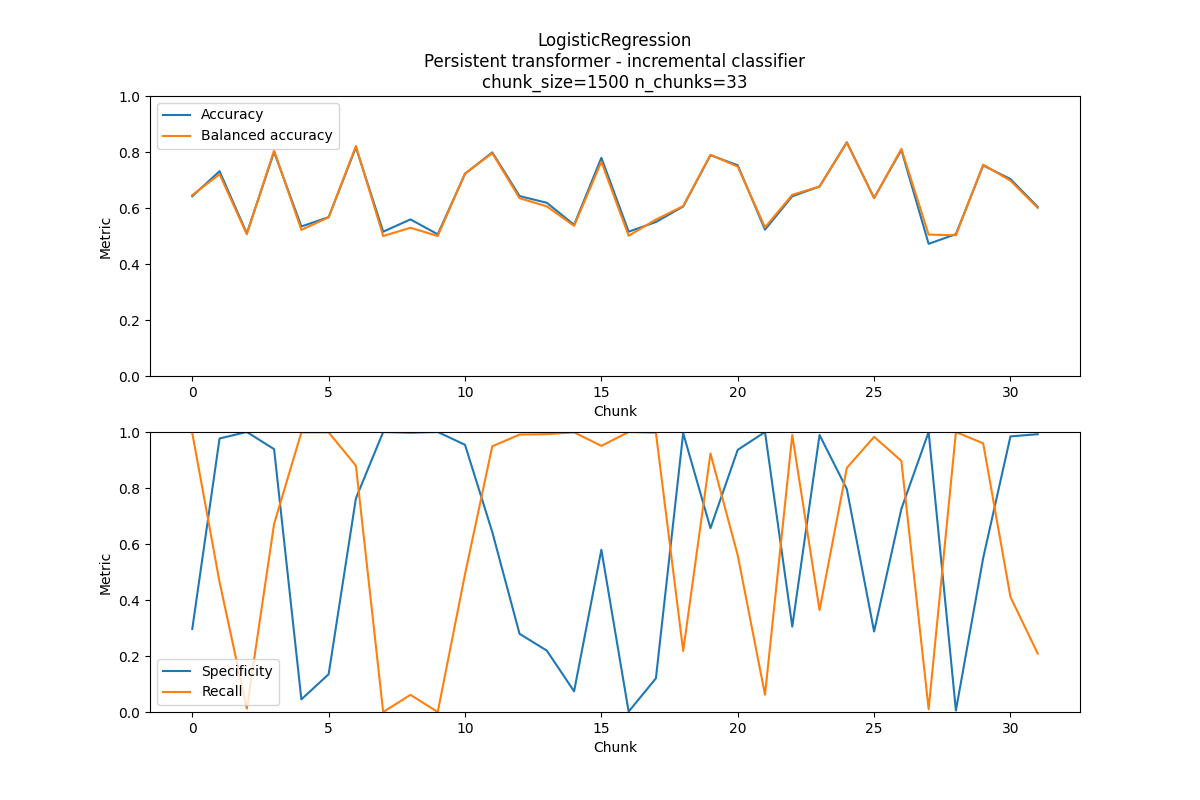 LogisticRegression
Persistent transformer - incremental classifier
chunk_size=1500 n_chunks=33
1.0
0.8
0.6
0.4
0.2
0.0
Metric
Accuracy
Balanced accuracy
0 5 10 15 20 25 30
Chunk
1.0
0.8
0.6
0.4
0.2
0.0
Metric
Specificity
Recall
0 5 10 15 20 25 30
Chunk